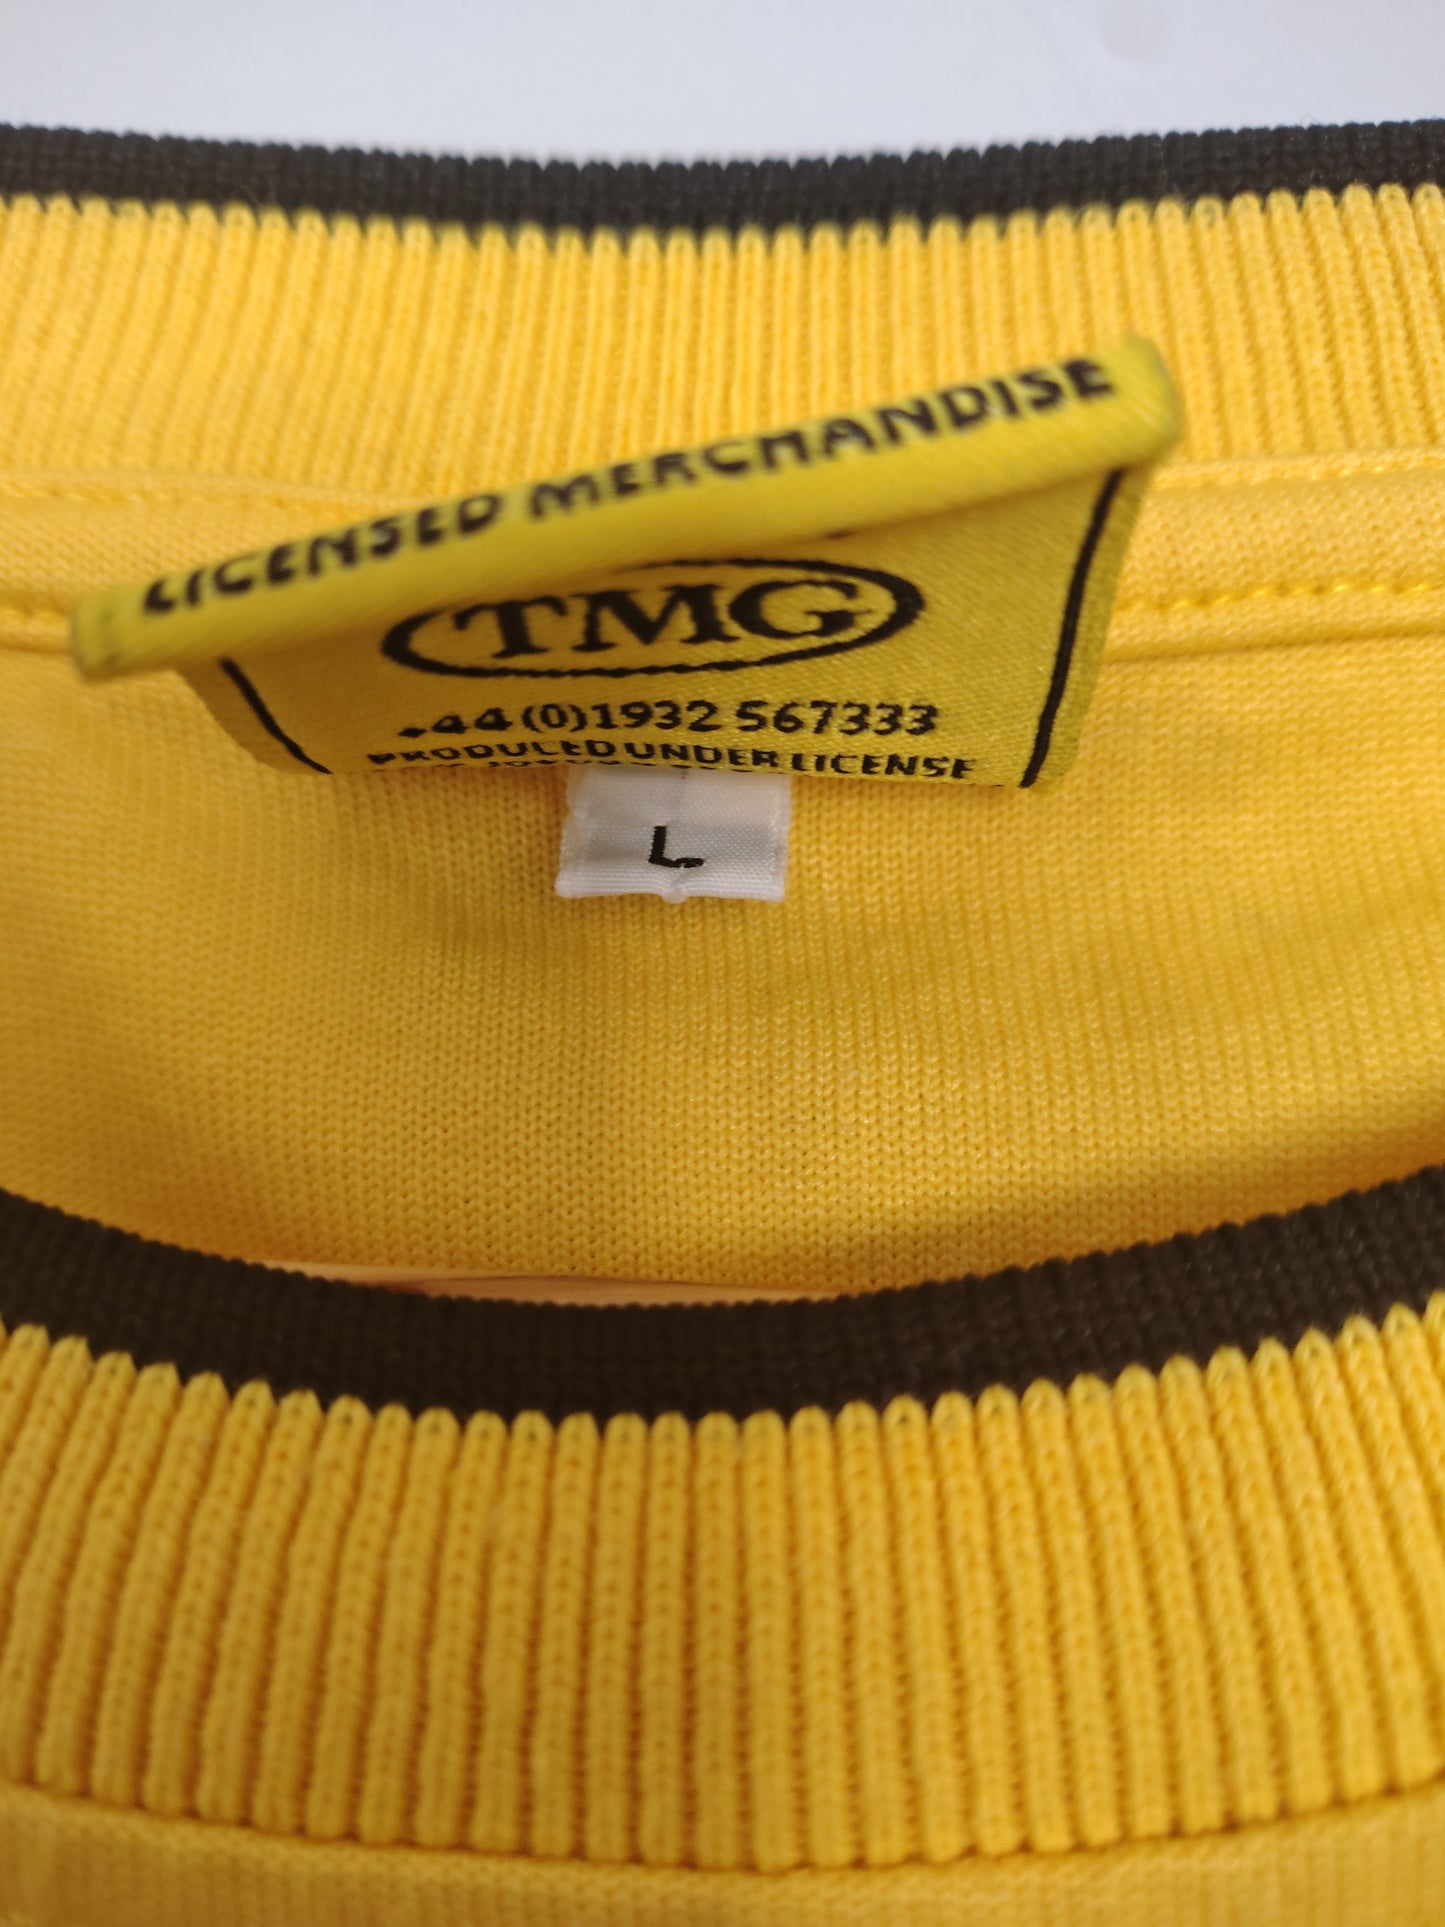 LICENSED MERCHANDISE
TMG
+44 (0)1932 567333
PRODUCED UNDER LICENSE
L